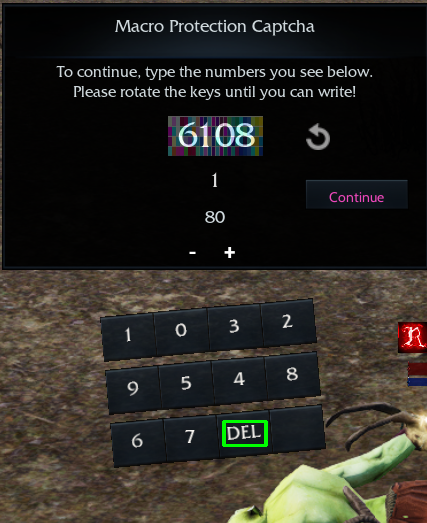 Macro Protection Captcha
To continue, type the numbers you see below.
Please rotate the keys until you can write!
6108
1
Continue
80
- +
1 0 3 2
9 5 4 8
6 7 DEL
R